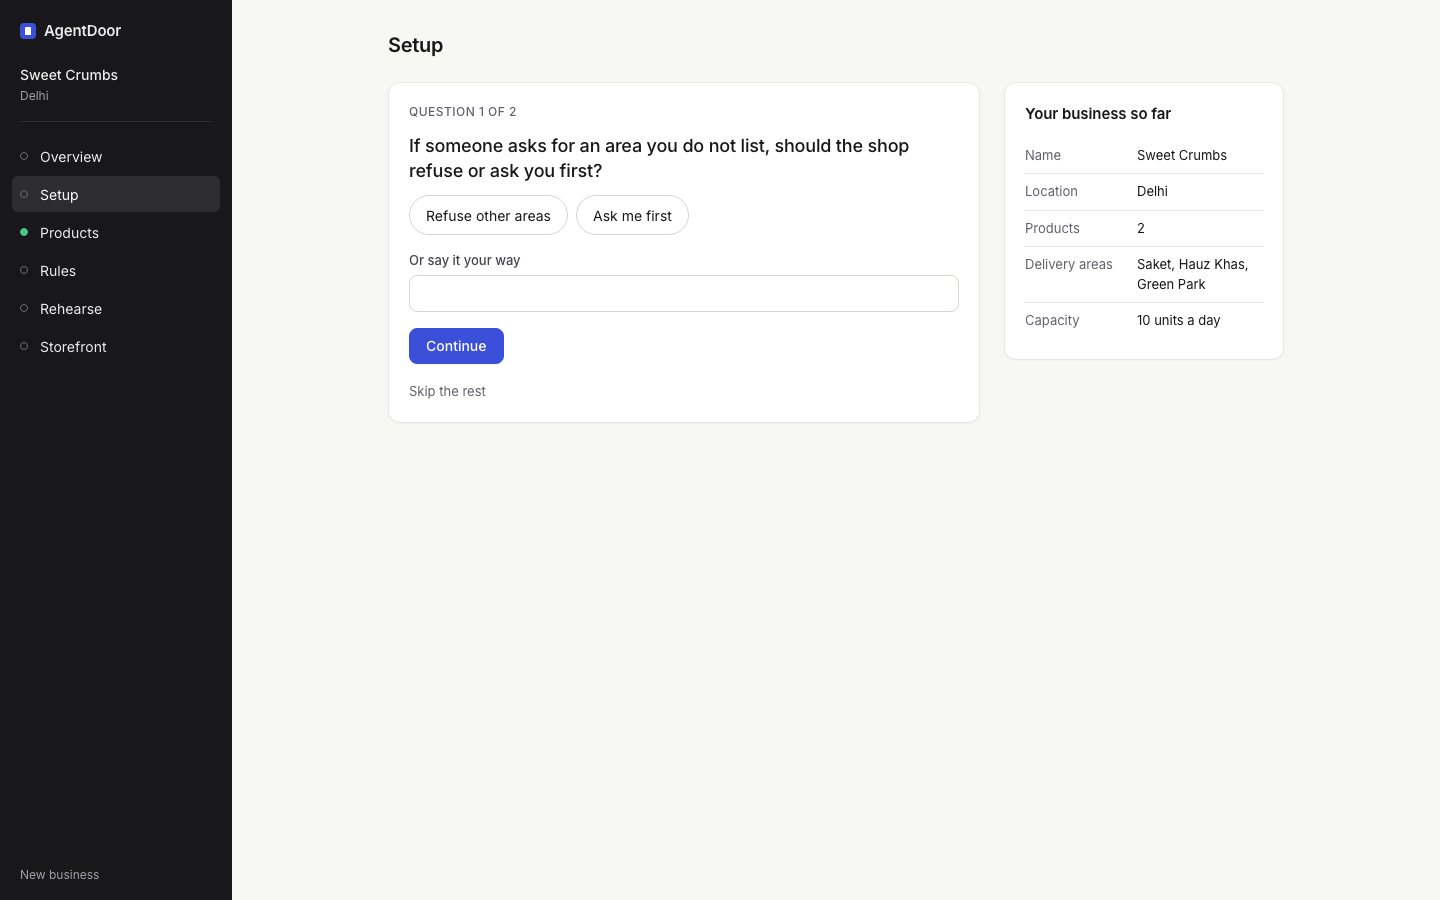 AgentDoor
Sweet Crumbs
Delhi
Overview
Setup
Products
Rules
Rehearse
Storefront
New business
Setup
QUESTION 1 OF 2
If someone asks for an area you do not list, should the shop
refuse or ask you first?
Refuse other areas
Ask me first
Or say it your way
Continue
Skip the rest
Your business so far
Name Sweet Crumbs
Location Delhi
Products 2
Delivery areas Saket, Hauz Khas,
Green Park
Capacity 10 units a day